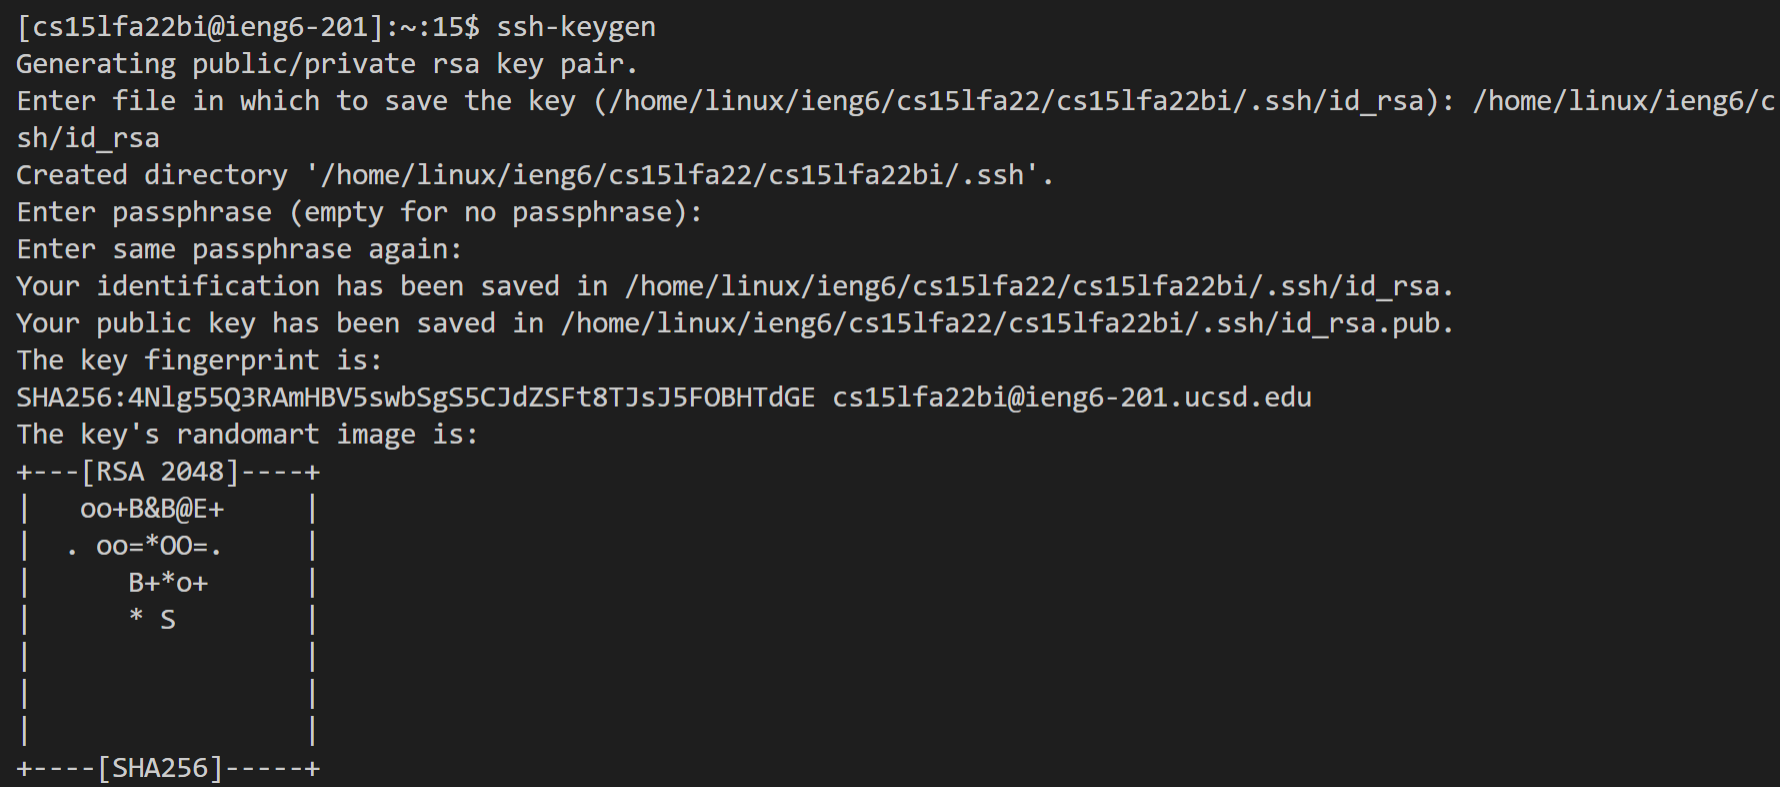 [cs15lfa22bi@ieng6-201]:~:15$ ssh-keygen
Generating public/private rsa key pair.
Enter file in which to save the key (/home/linux/ieng6/cs15lfa22/cs15lfa22bi/.ssh/id_rsa): /home/linux/ieng6/c
sh/id_rsa
Created directory '/home/linux/ieng6/cs15lfa22/cs15lfa22bi/.ssh'.
Enter passphrase (empty for no passphrase):
Enter same passphrase again:
Your identification has been saved in /home/linux/ieng6/cs15lfa22/cs15lfa22bi/.ssh/id_rsa.
Your public key has been saved in /home/linux/ieng6/cs15lfa22/cs15lfa22bi/.ssh/id_rsa.pub.
The key fingerprint is:
SHA256:4Nlg55Q3RAmHBV5swbSgS5CJdZSFt8TJsJ5FOBHTdGE cs15lfa22bi@ieng6-201.ucsd.edu
The key's randomart image is:
+---[RSA 2048]----+
|   oo+B&B@E+     |
|  . oo=*OO=.     |
|      B+*o+      |
|      * S        |
|                 |
|                 |
|                 |
+----[SHA256]-----+